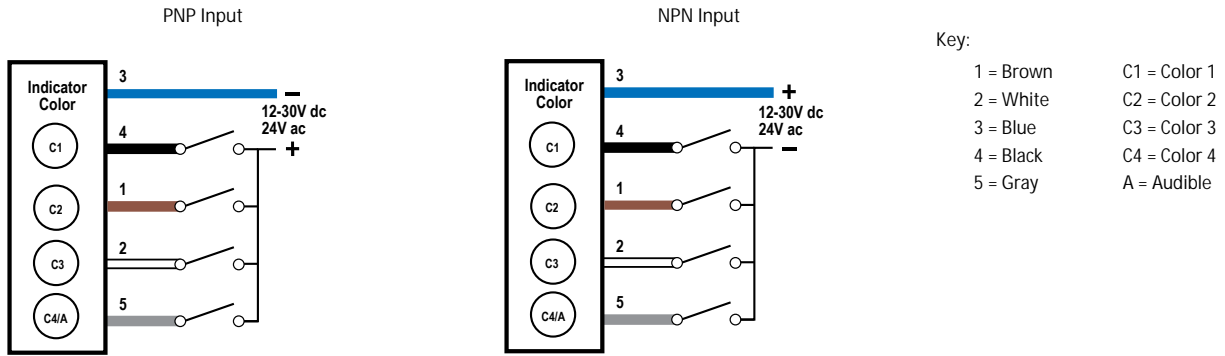 PNP Input
Indicator
Color
3
–
12-30V dc
24V ac
+
C1
4
C2
1
C3
2
C4/A
5
NPN Input
Indicator
Color
3
+
12-30V dc
24V ac
–
C1
4
C2
1
C3
2
C4/A
5
Key:
1 = Brown C1 = Color 1
2 = White C2 = Color 2
3 = Blue C3 = Color 3
4 = Black C4 = Color 4
5 = Gray A = Audible